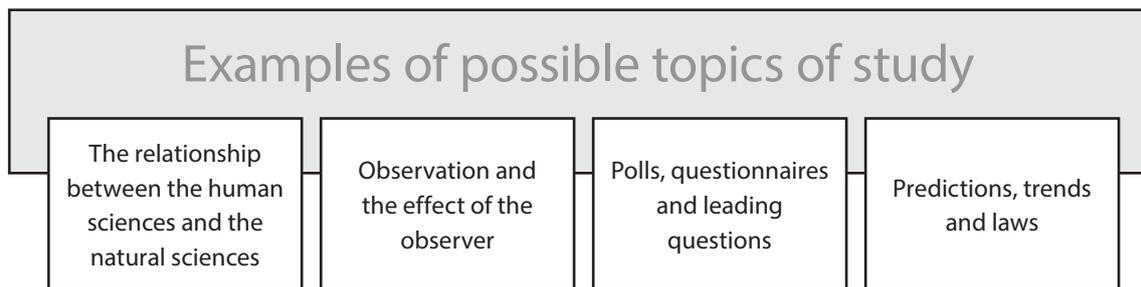 Examples of possible topics of study
The relationship
between the human
sciences and the
natural sciences
Observation and
the effect of the
observer
Polls, questionnaires
and leading
questions
Predictions, trends
and laws